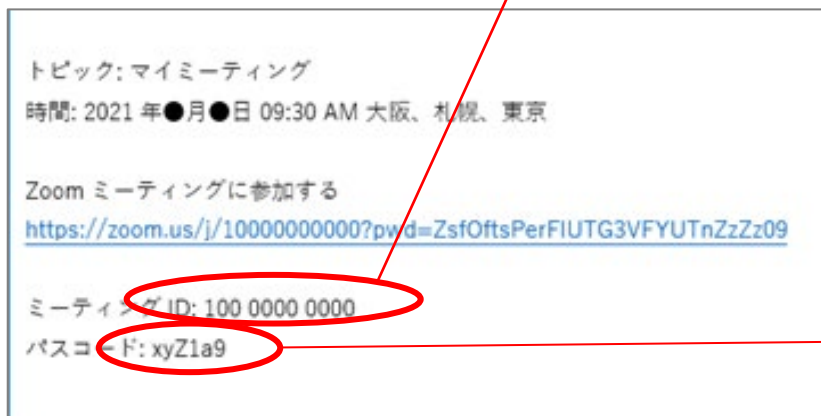 トピック: マイミーティング
時間: 2021 年●月●日 09:30 AM 大阪、札幌、東京
Zoom ミーティングに参加する
https://zoom.us/j/10000000000?pwd=ZsfOftsPerFIUTG3VFYUTnZzZz09
ミーティング ID: 100 0000 0000
パスコード: xyZ1a9